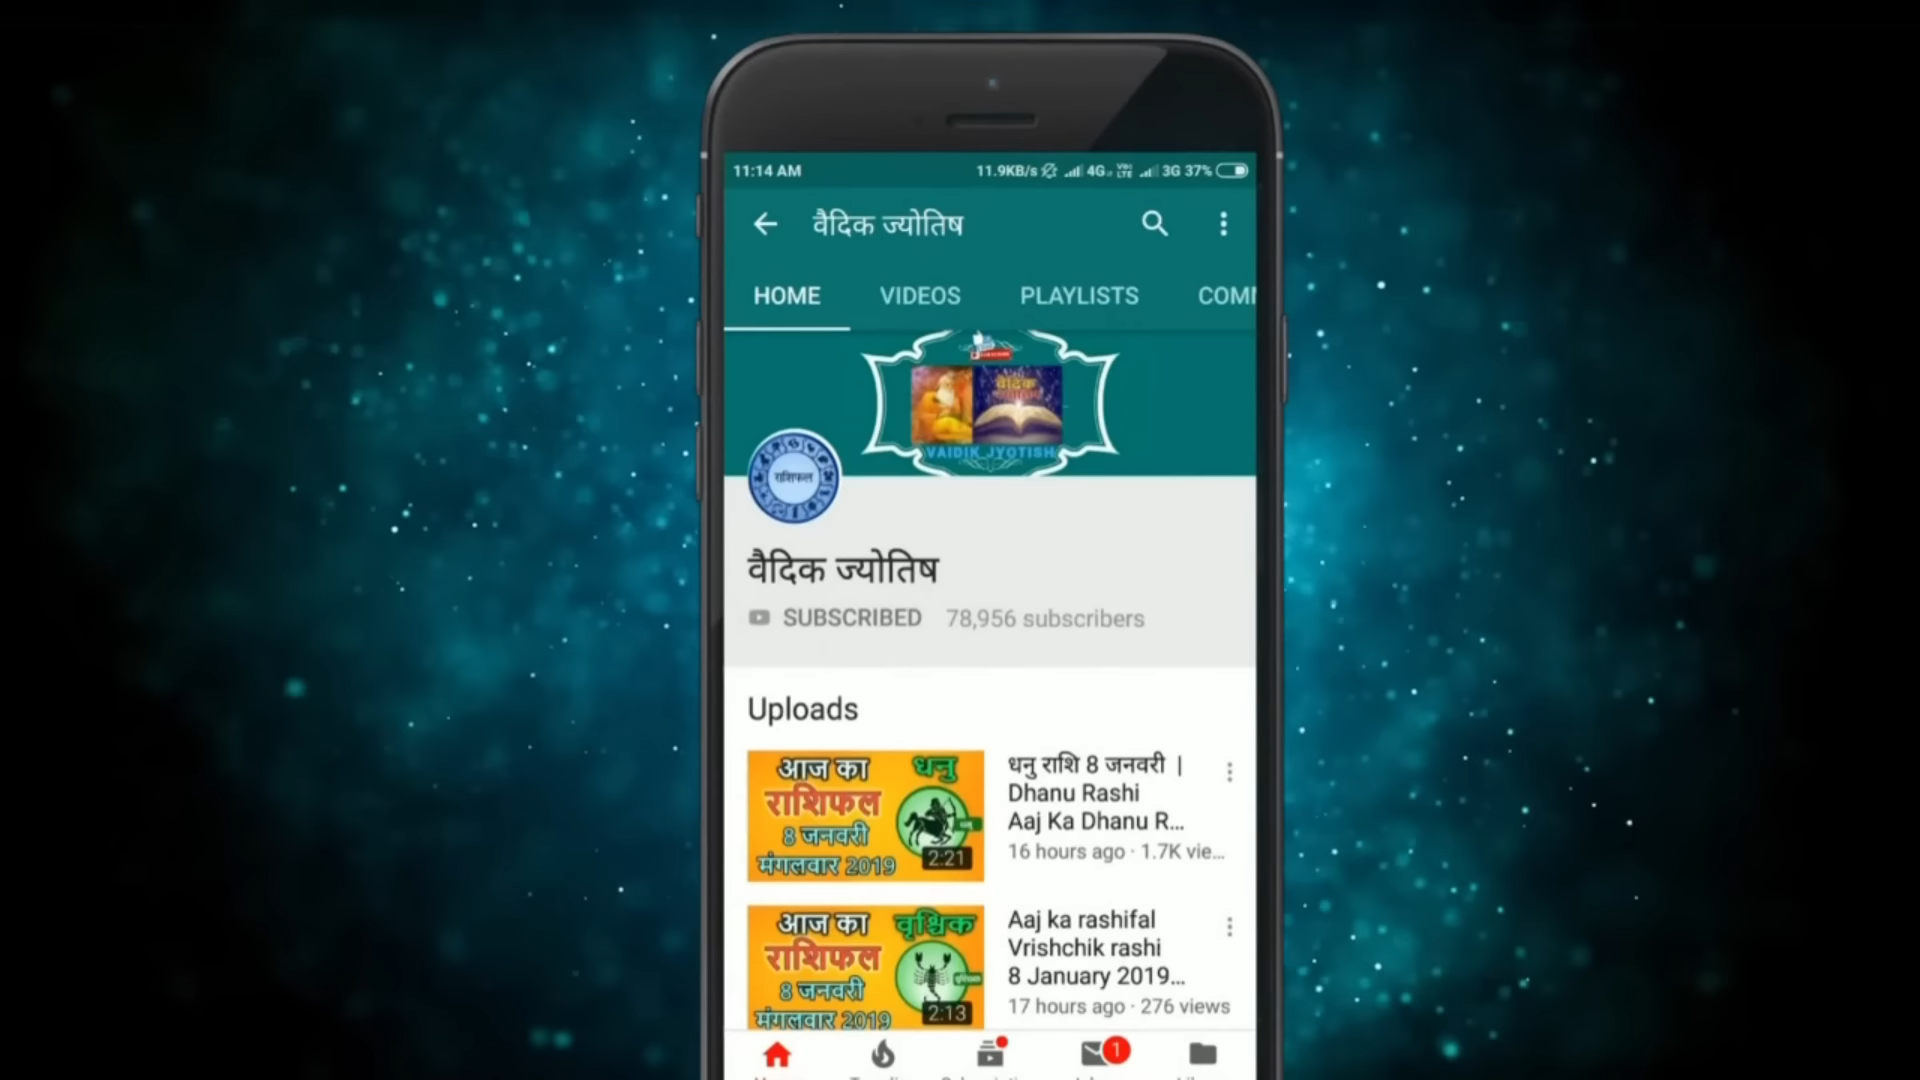 11:14 AM
11.9KB/s 4G 3G 37%
वैदिक ज्योतिष
HOME VIDEOS PLAYLISTS COMM
वैदिक
VAIDIK JYOTISH
राशिफल
वैदिक ज्योतिष
SUBSCRIBED 78,956 subscribers
Uploads
आज का धनु
राशिफल
8 जनवरी
मंगलवार 2019
2:21
धनु राशि 8 जनवरी |
Dhanu Rashi
Aaj Ka Dhanu R...
16 hours ago · 1.7K vie...
आज का वृश्चिक
राशिफल
8 जनवरी
मंगलवार 2019
2:13
Aaj ka rashifal
Vrishchik rashi
8 January 2019...
17 hours ago · 276 views
1